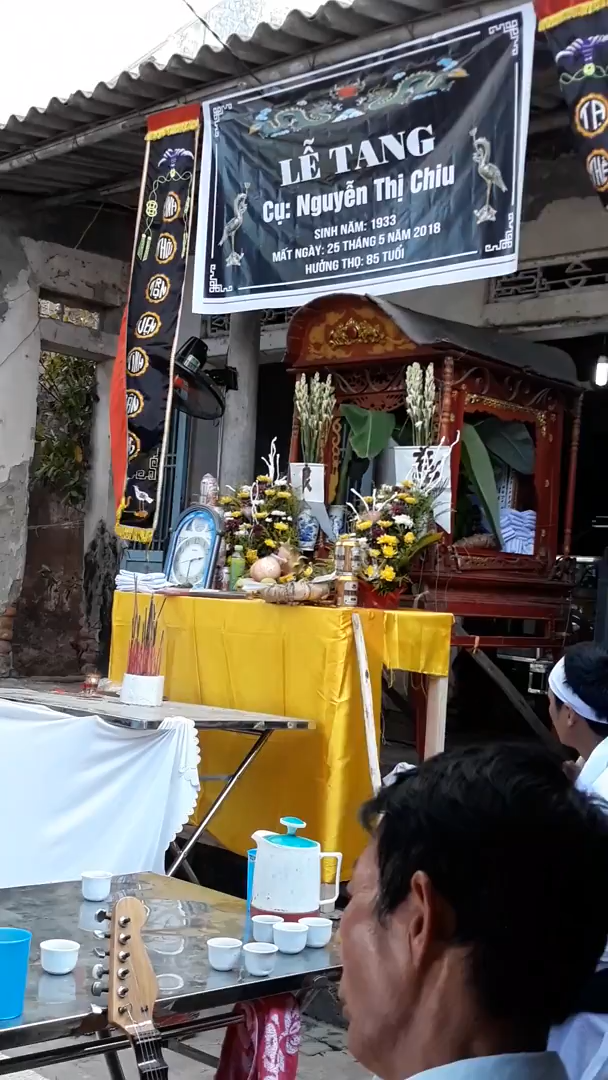 LỄ TANG
Cụ: Nguyễn Thị Chiu
SINH NĂM: 1933
MẤT NGÀY: 25 THÁNG 5 NĂM 2018
HƯỞNG THỌ: 85 TUỔI